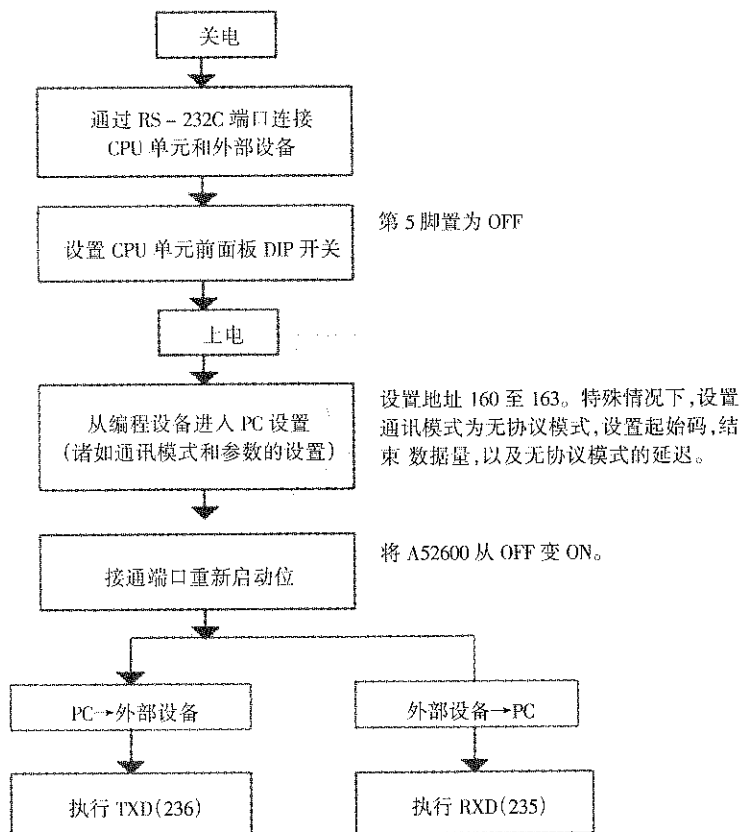 关电
通过 RS-232C 端口连接
CPU 单元和外部设备
设置 CPU 单元前面板 DIP 开关
第 5 脚置为 OFF
上电
从编程设备进入 PC 设置
(诸如通讯模式和参数的设置)
设置地址 160 至 163。特殊情况下,设置
通讯模式为无协议模式,设置起始码,结
束 数据量,以及无协议模式的延迟。
接通端口重新启动位
将 A52600 从 OFF 变 ON。
PC→外部设备
外部设备→PC
执行 TXD(236)
执行 RXD(235)